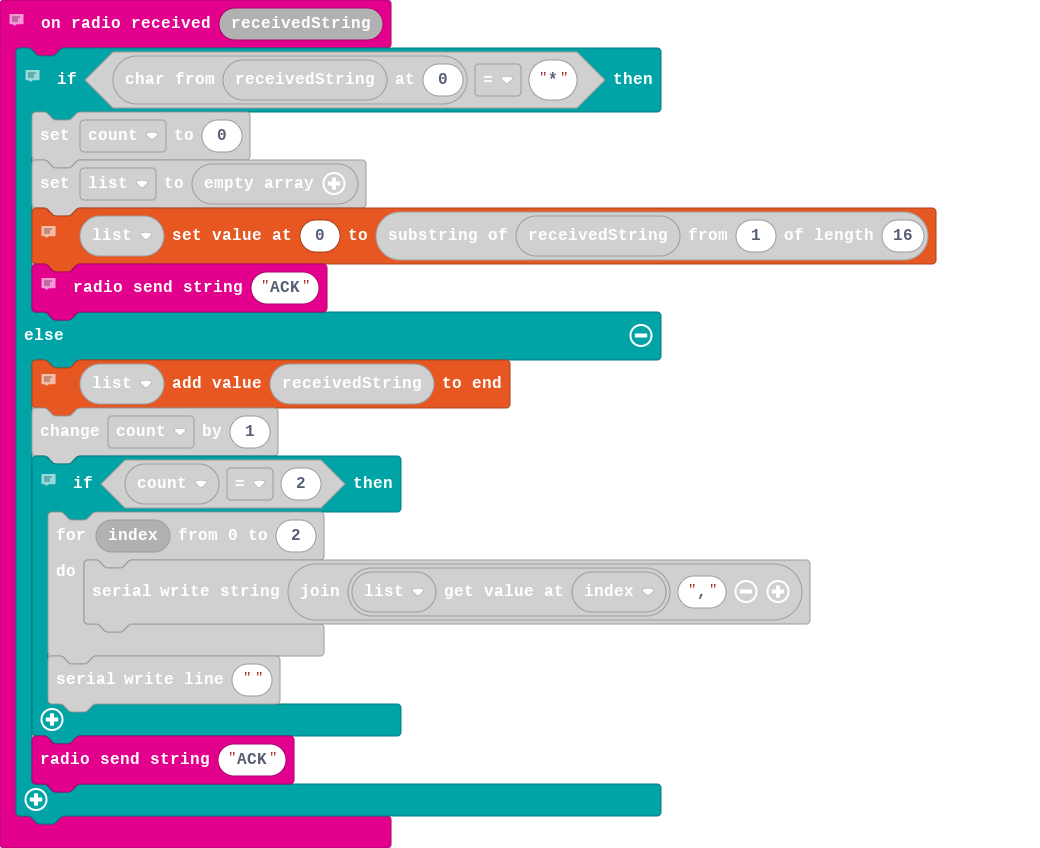 on radio received receivedString
if char from receivedString at 0 = "*" then
set count to 0
set list to empty array
list set value at 0 to substring of receivedString from 1 of length 16
radio send string "ACK"
else
list add value receivedString to end
change count by 1
if count = 2 then
for index from 0 to 2
do
serial write string join list get value at index ","
serial write line ""
radio send string "ACK"